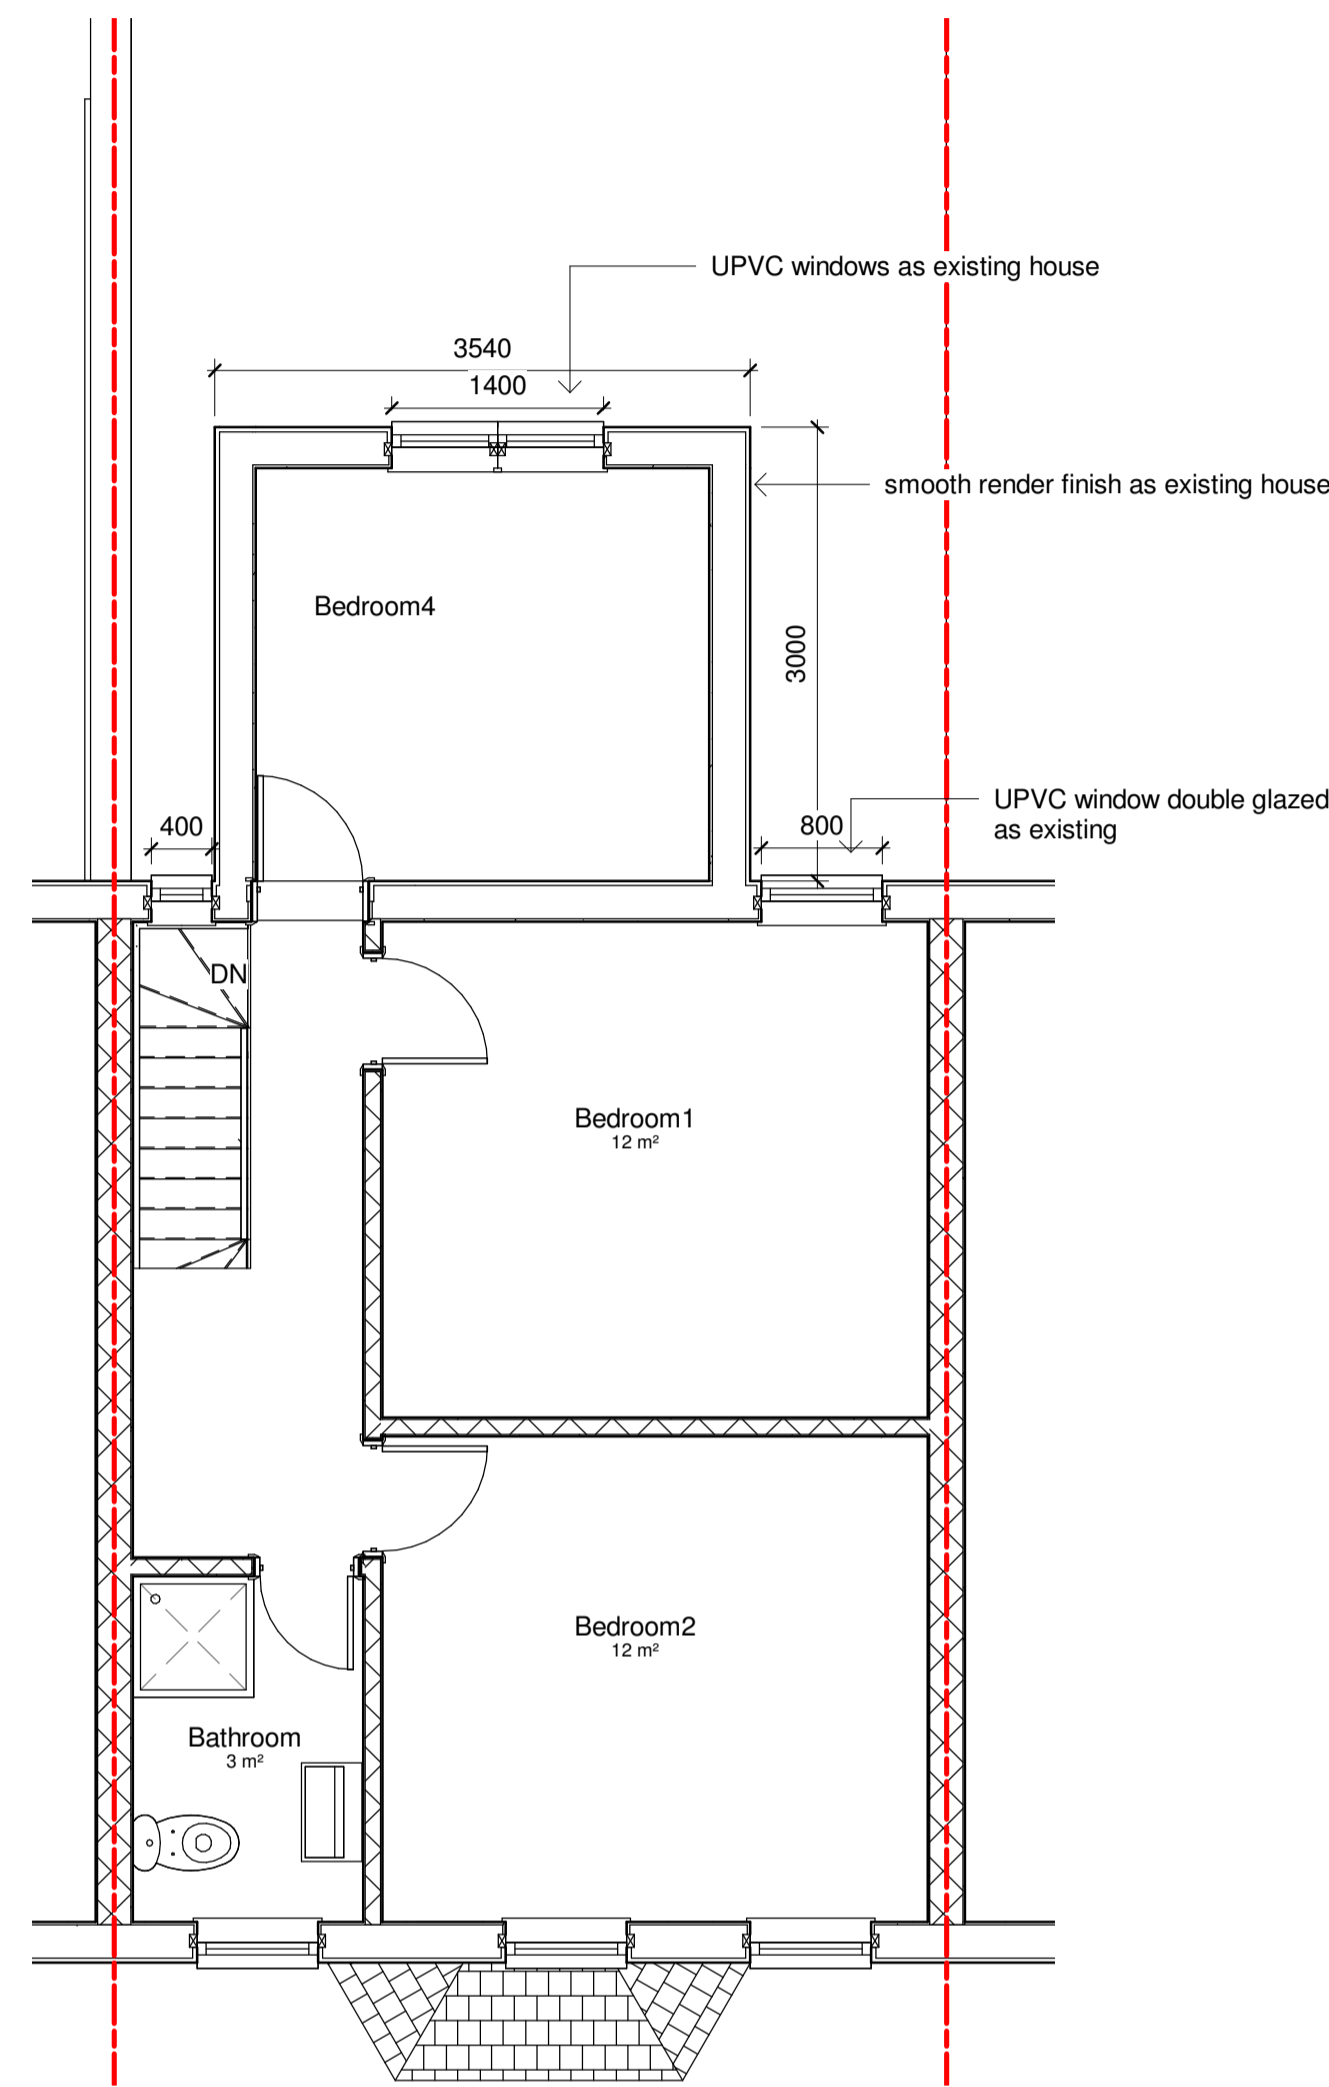 UPVC windows as existing house
3540
1400
smooth render finish as existing house
Bedroom4
3000
UPVC window double glazed
as existing
400
800
DN
Bedroom1
12 m²
Bedroom2
12 m²
Bathroom
3 m²